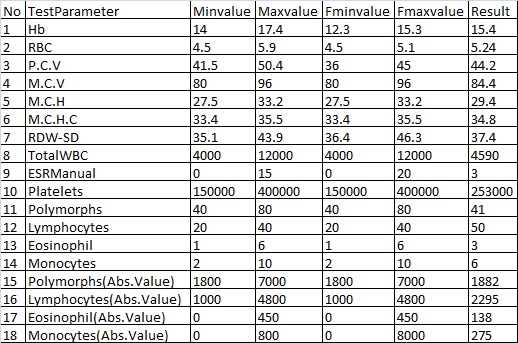 No TestParameter Minvalue Maxvalue Fminvalue Fmaxvalue Result
1 Hb 14 17.4 12.3 15.3 15.4
2 RBC 4.5 5.9 4.5 5.1 5.24
3 P.C.V 41.5 50.4 36 45 44.2
4 M.C.V 80 96 80 96 84.4
5 M.C.H 27.5 33.2 27.5 33.2 29.4
6 M.C.H.C 33.4 35.5 33.4 35.5 34.8
7 RDW-SD 35.1 43.9 36.4 46.3 37.4
8 TotalWBC 4000 12000 4000 12000 4590
9 ESRManual 0 15 0 20 3
10 Platelets 150000 400000 150000 400000 253000
11 Polymorphs 40 80 40 80 41
12 Lymphocytes 20 40 20 40 50
13 Eosinophil 1 6 1 6 3
14 Monocytes 2 10 2 10 6
15 Polymorphs(Abs.Value) 1800 7000 1800 7000 1882
16 Lymphocytes(Abs.Value) 1000 4800 1000 4800 2295
17 Eosinophil(Abs.Value) 0 450 0 450 138
18 Monocytes(Abs.Value) 0 800 0 8000 275